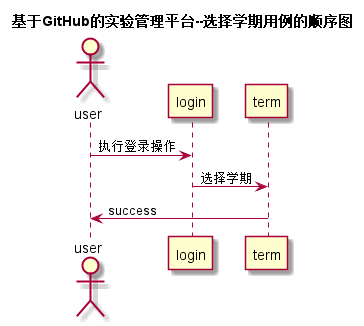 基于GitHub的实验管理平台--选择学期用例的顺序图
user
login
term
执行登录操作
选择学期
success
user
login
term